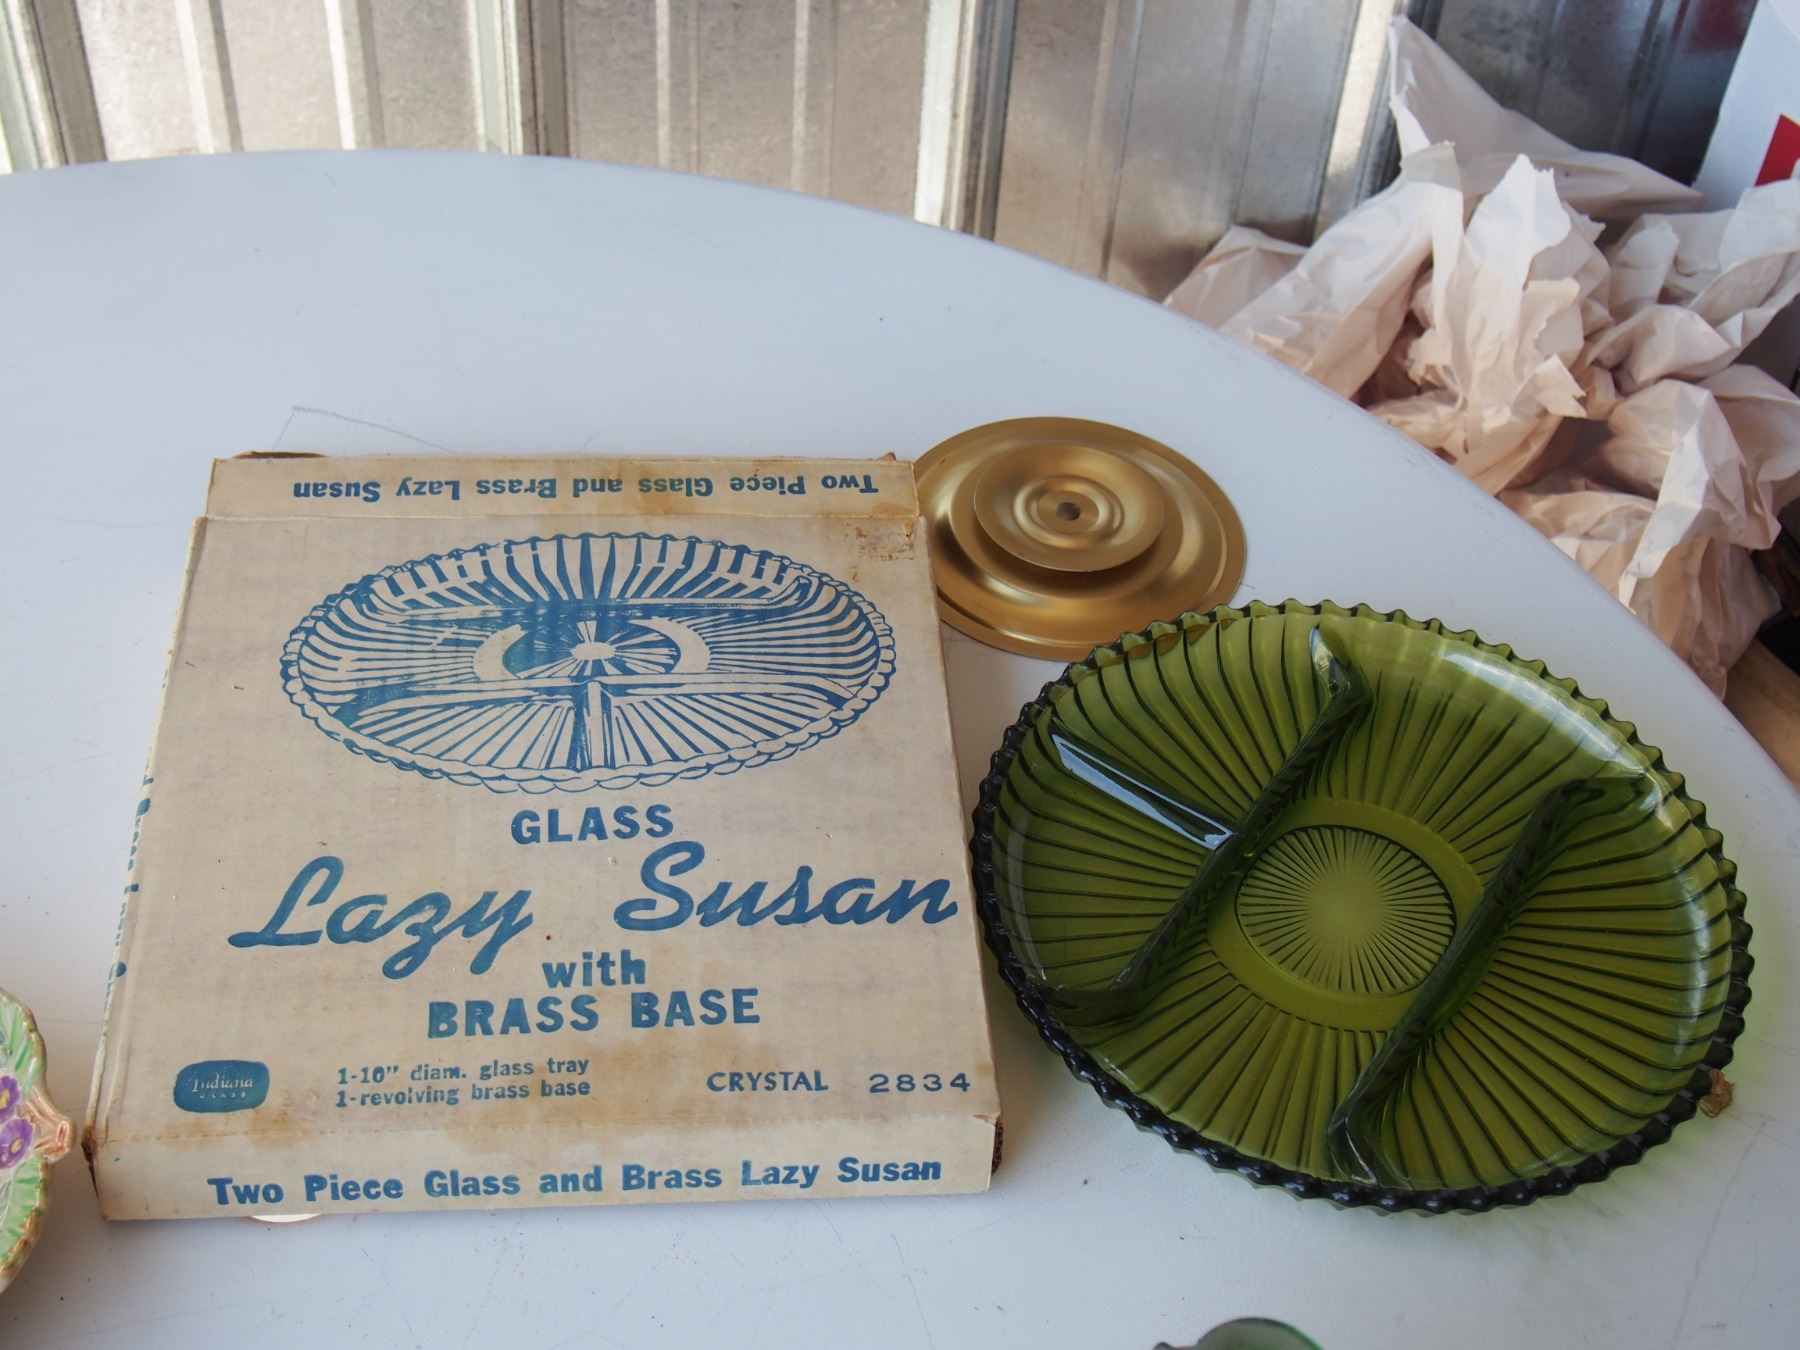 Two Piece Glass and Brass Lazy Susan
GLASS
Lazy Susan
with
BRASS BASE
Indiana
GLASS
1-10" diam. glass tray
1-revolving brass base
CRYSTAL 2834
Two Piece Glass and Brass Lazy Susan